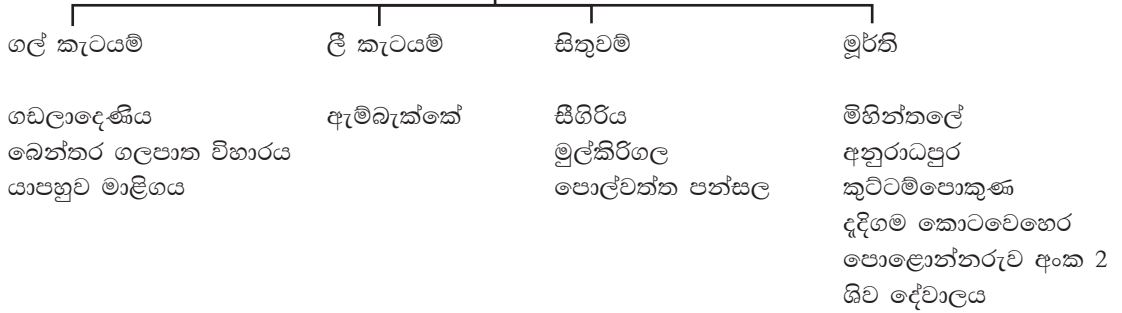 ගල් කැටයම්
ලී කැටයම්
සිතුවම්
මූර්ති
ගඩලාදෙණිය
බෙන්තර ගලපාත විහාරය
යාපහුව මාළිගය
ඇම්බැක්කේ
සීගිරිය
මුල්කිරිගල
පොල්වත්ත පන්සල
මිහින්තලේ
අනුරාධපුර
කුට්ටම්පොකුණ
දැදිගම කොටවෙහෙර
පොළොන්නරුව අංක 2
ශිව දේවාලය